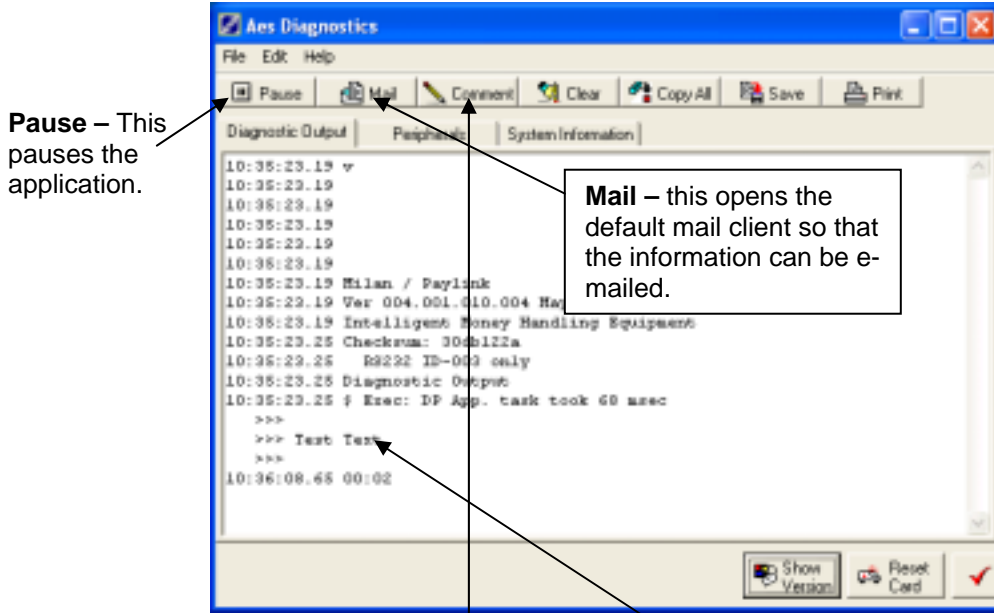 Aes Diagnostics
File Edit Help
Pause Mail Comment Clear Copy All Save Print
Diagnostic Output Peripherals System Information
Pause – This
pauses the
application.
Mail – this opens the
default mail client so that
the information can be e-
mailed.
10:35:23.19 v
10:35:23.19
10:35:23.19
10:35:23.19
10:35:23.19
10:35:23.19
10:35:23.19 Milan / Paylink
10:35:23.19 Ver 004.001.010.004
10:35:23.19 Intelligent Money Handling Equipment
10:35:23.25 Checksum: 30db122a
10:35:23.25 RS232 ID-003 only
10:35:23.25 Diagnostic Output
10:35:23.25 $ Exec: DP App. task took 68 msec
>>>
>>> Test Text
>>>
10:36:08.65 00:02
Show Version
Reset Card